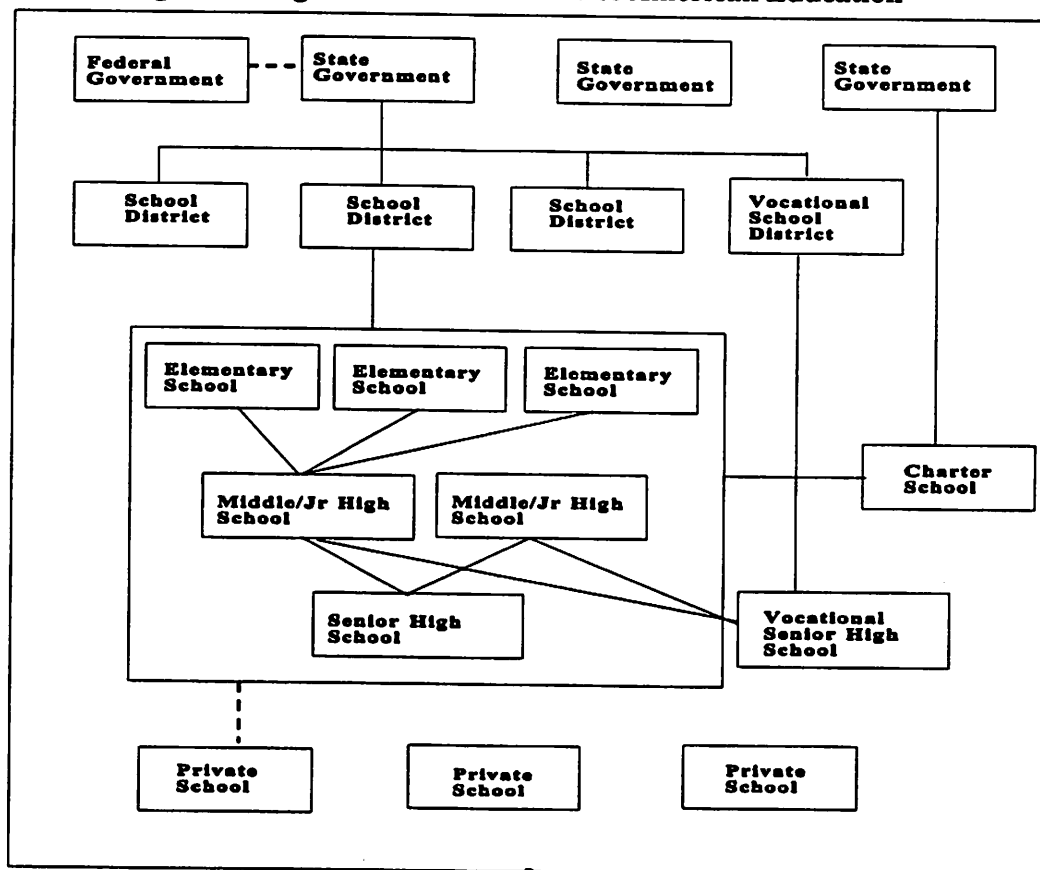 American Education
Federal
Government
State
Government
State
Government
State
Government
School
District
School
District
School
District
Vocational
School
District
Elementary
School
Elementary
School
Elementary
School
Charter
School
Middle/Jr High
School
Middle/Jr High
School
Senior High
School
Vocational
Senior High
School
Private
School
Private
School
Private
School